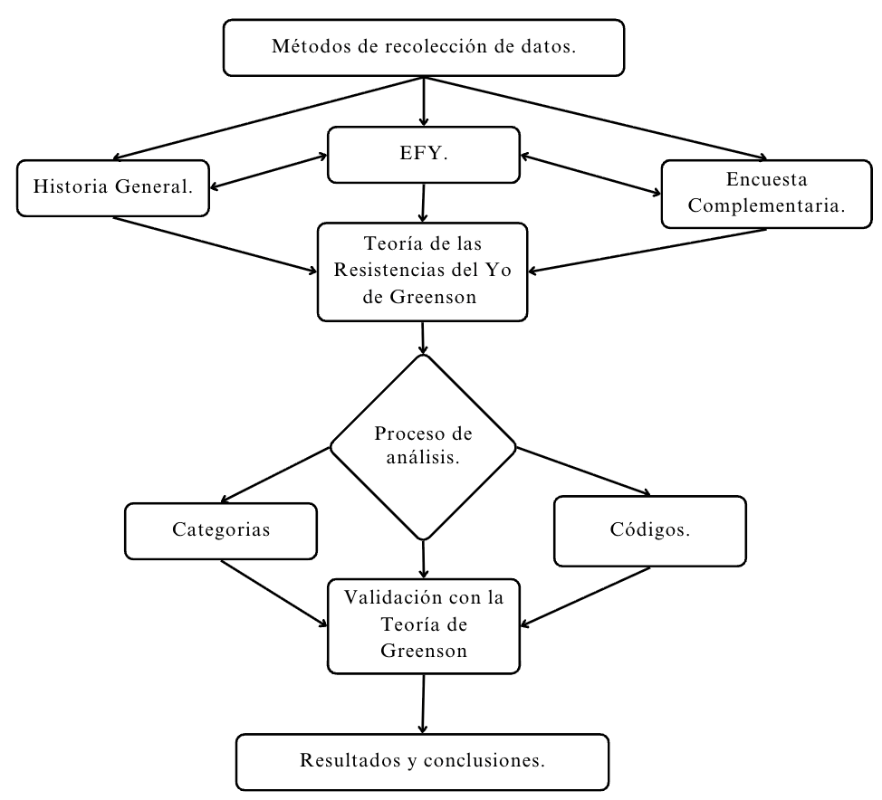 Métodos de recolección de datos.
EFY.
Historia General.
Encuesta
Complementaria.
Teoría de las
Resistencias del Yo
de Greenson
Proceso de
análisis.
Categorias
Códigos.
Validación con la
Teoría de
Greenson
Resultados y conclusiones.